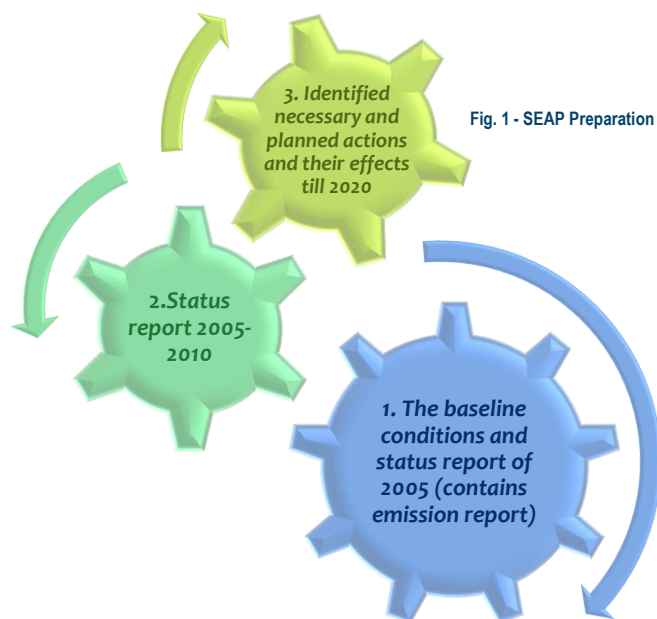 3. Identified
necessary and
planned actions
and their effects
till 2020
Fig. 1 - SEAP Preparation
2.Status
report 2005-
2010
1. The baseline
conditions and
status report of
2005 (contains
emission report)